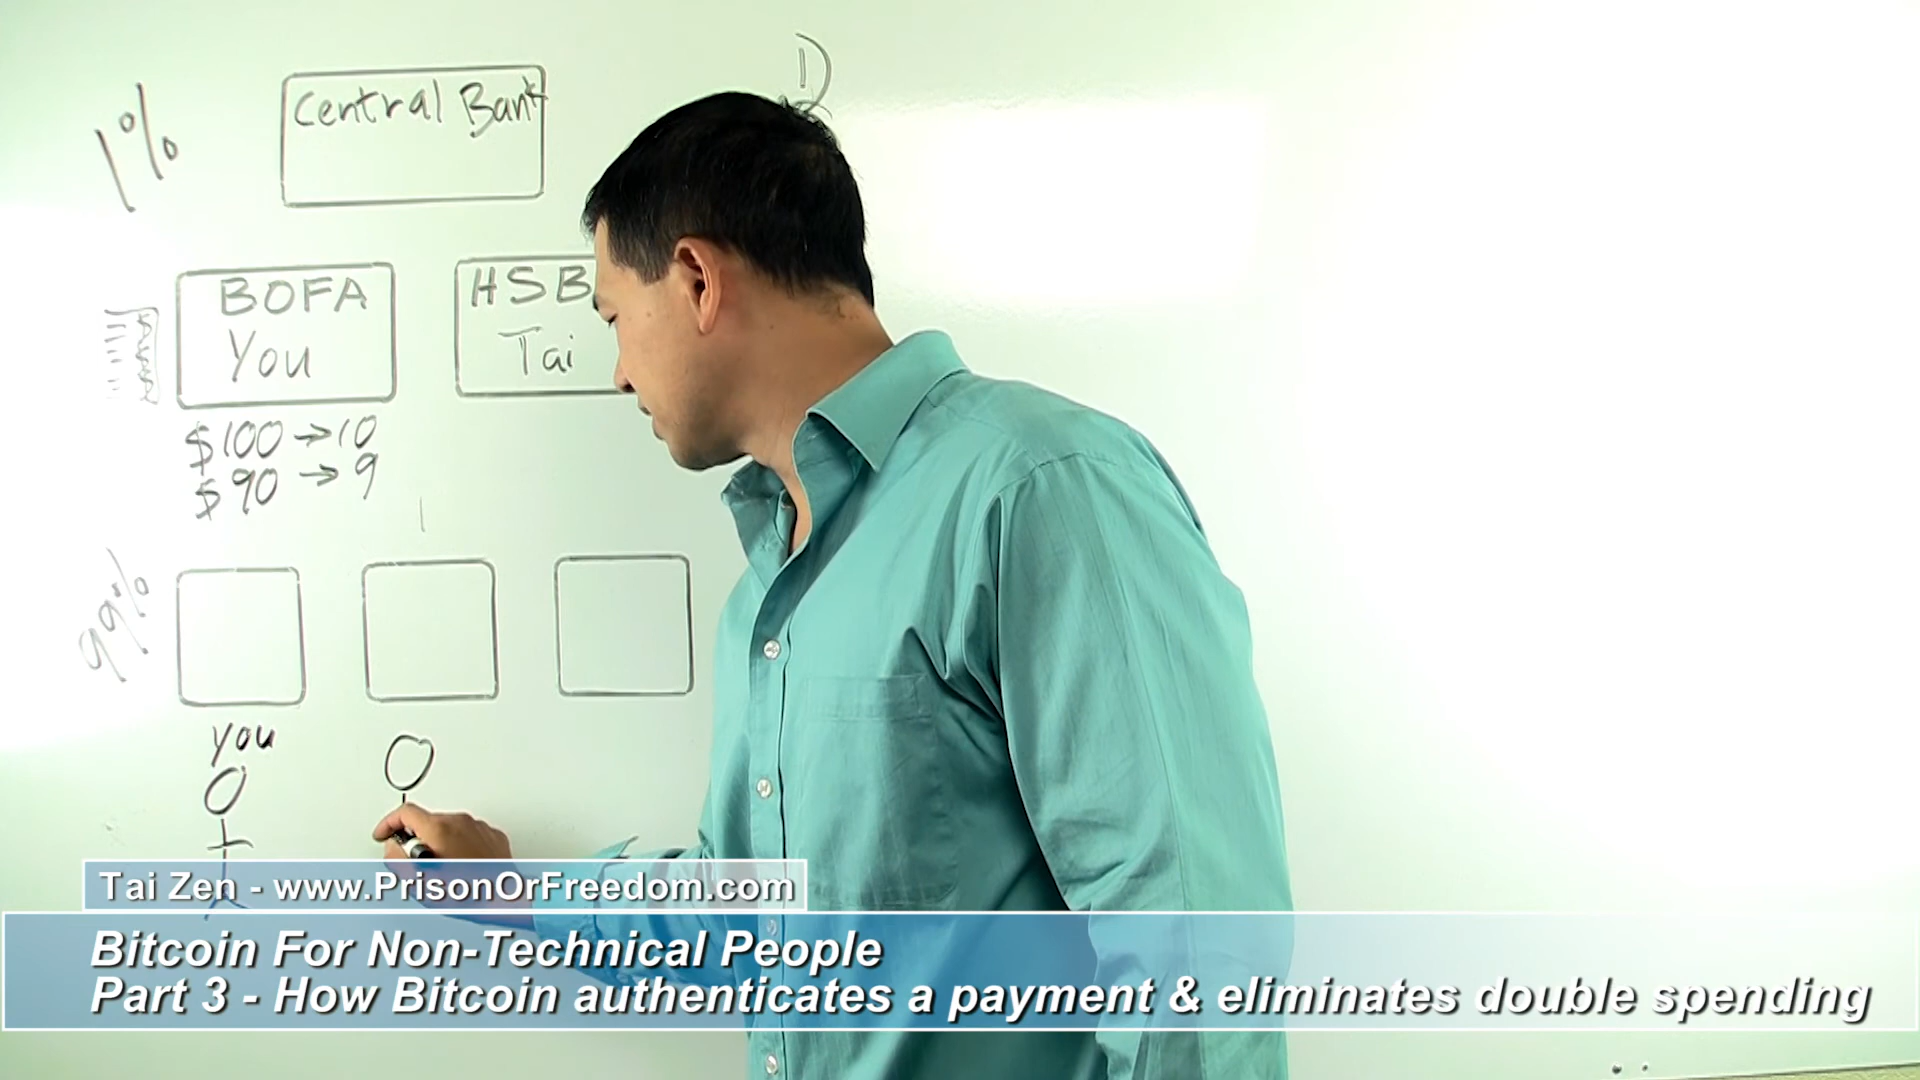 1%
Central Bank
BOFA
You
HSB
Tai
$100→10
$90→9
99%
you
Tai Zen - www.PrisonOrFreedom.com
Bitcoin For Non-Technical People
Part 3 - How Bitcoin authenticates a payment & eliminates double spending